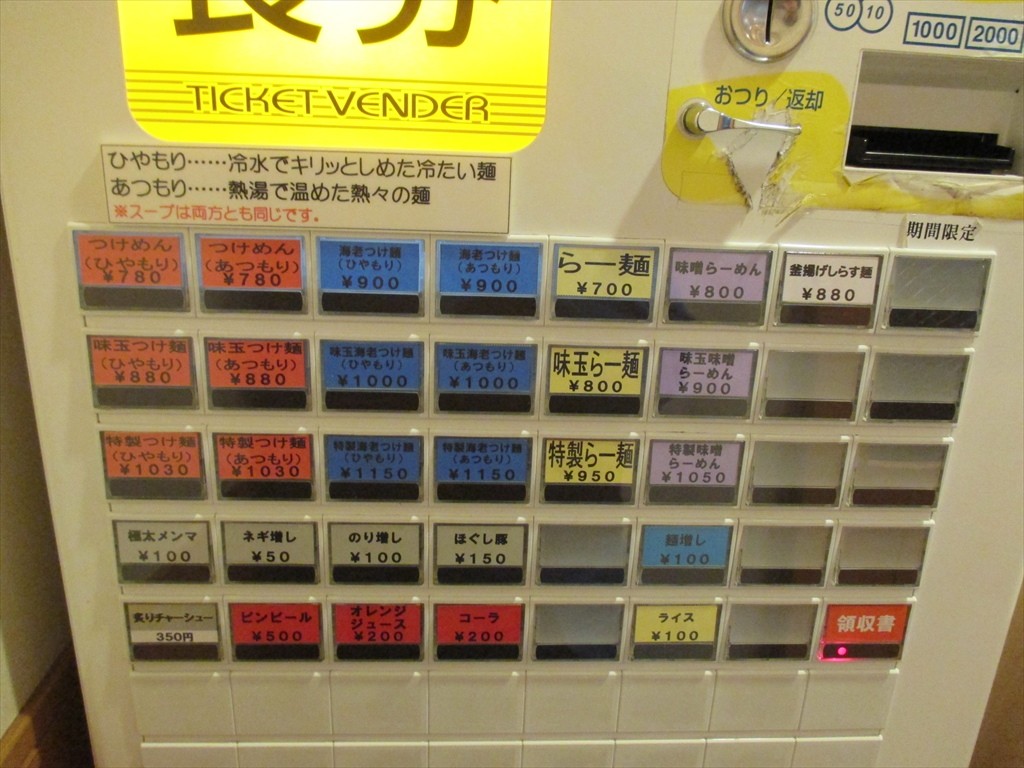 食券
TICKET VENDER
50 10
1000 2000
おつり/返却
ひやもり……冷水でキリッとしめた冷たい麺
あつもり……熱湯で温めた熱々の麺
※スープは両方とも同じです。
期間限定
つけめん
(ひやもり)
¥780
つけめん
(あつもり)
¥780
海老つけ麺
(ひやもり)
¥900
海老つけ麺
(あつもり)
¥900
らー麺
¥700
味噌らーめん
¥800
釜揚げしらす麺
¥880
味玉つけ麺
(ひやもり)
¥880
味玉つけ麺
(あつもり)
¥880
味玉海老つけ麺
(ひやもり)
¥1000
味玉海老つけ麺
(あつもり)
¥1000
味玉らー麺
¥800
味玉味噌
らーめん
¥900
特製つけ麺
(ひやもり)
¥1030
特製つけ麺
(あつもり)
¥1030
特製海老つけ麺
(ひやもり)
¥1150
特製海老つけ麺
(あつもり)
¥1150
特製らー麺
¥950
特製味噌
らーめん
¥1050
極太メンマ
¥100
ネギ増し
¥50
のり増し
¥100
ほぐし豚
¥150
麺増し
¥100
炙りチャーシュー
350円
ビンビール
¥500
オレンジ
ジュース
¥200
コーラ
¥200
ライス
¥100
領収書